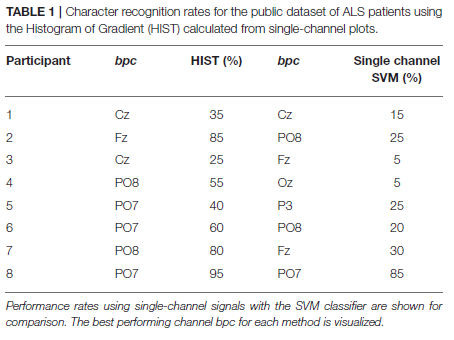 TABLE 1 | Character recognition rates for the public dataset of ALS patients using
the Histogram of Gradient (HIST) calculated from single-channel plots.
Participant bpc HIST (%) bpc Single channel
SVM (%)
1 Cz 35 Cz 15
2 Fz 85 PO8 25
3 Cz 25 Fz 5
4 PO8 55 Oz 5
5 PO7 40 P3 25
6 PO7 60 PO8 20
7 PO8 80 Fz 30
8 PO7 95 PO7 85
Performance rates using single-channel signals with the SVM classifier are shown for
comparison. The best performing channel bpc for each method is visualized.